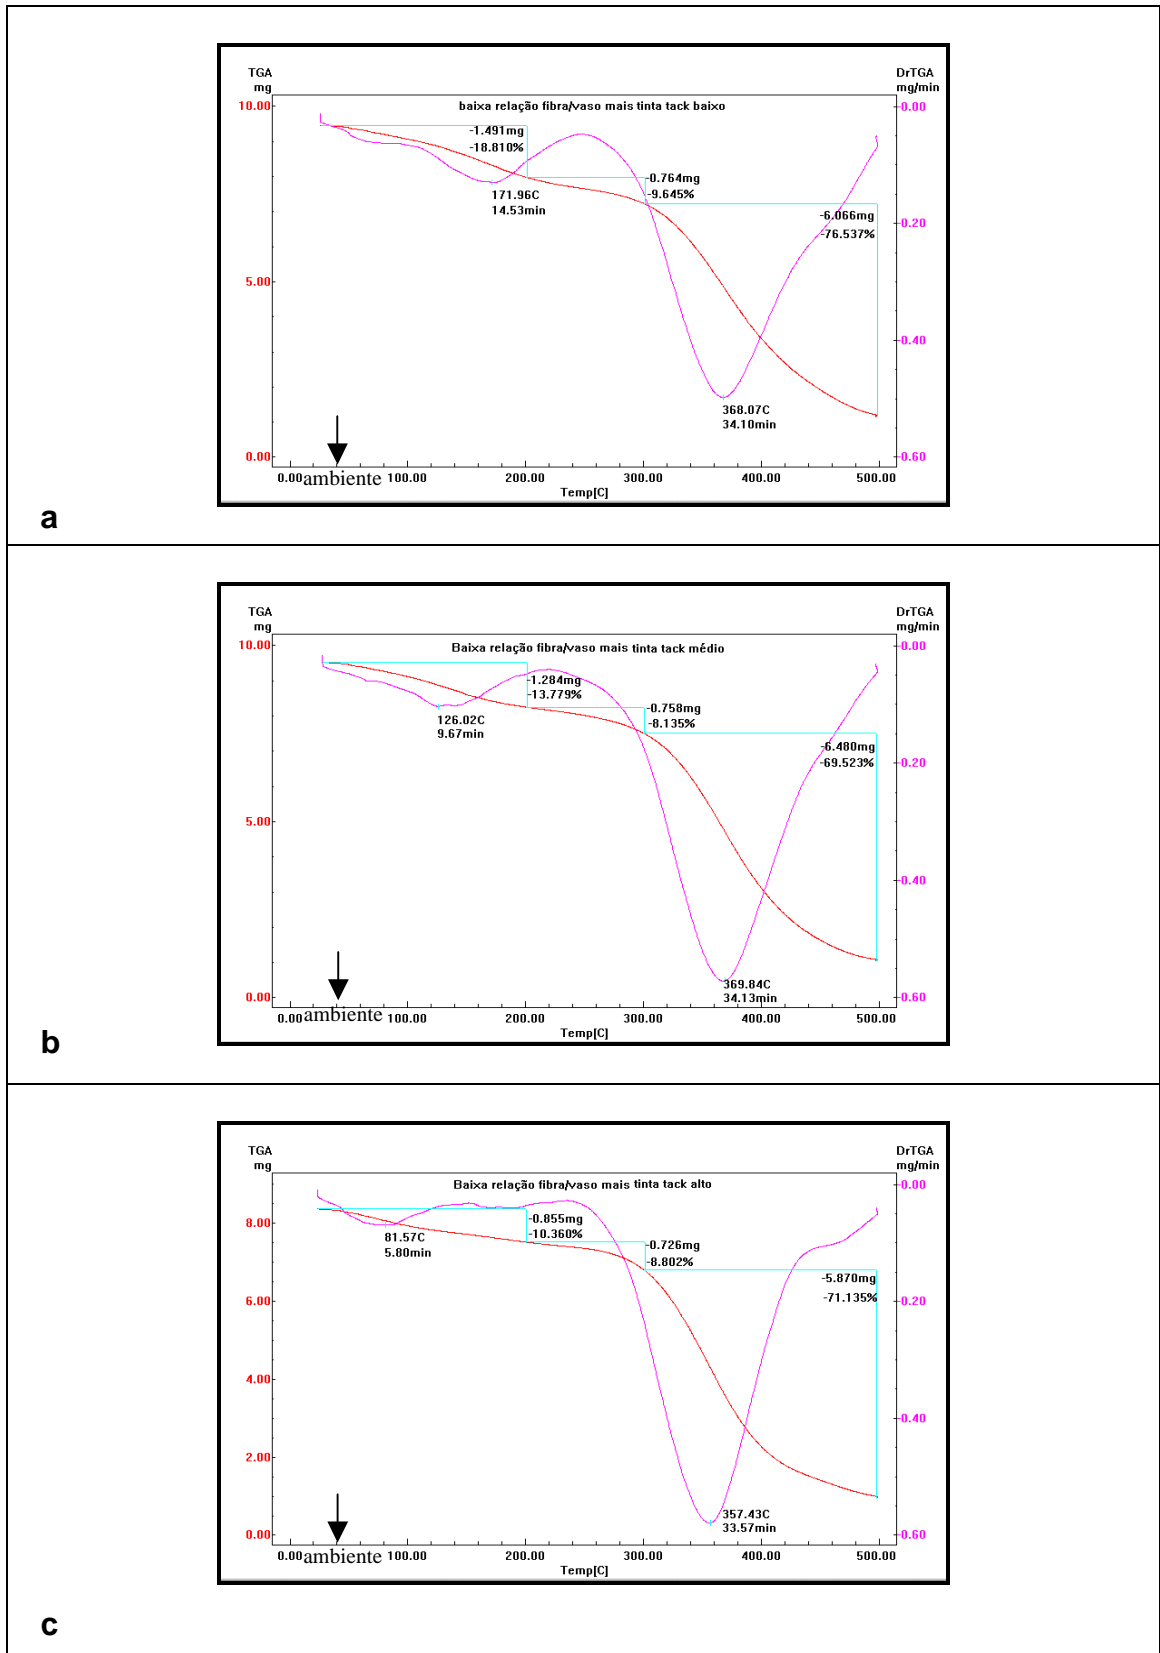 TGA
mg
DrTGA
mg/min
baixa relação fibra/vaso mais tinta tack baixo
10.00
0.00
-1.491mg
-18.810%
-0.764mg
-9.645%
171.96C
14.53min
-6.066mg
-76.537%
0.20
5.00
0.40
368.07C
34.10min
0.00
0.60
0.00 ambiente 100.00 200.00 300.00 400.00 500.00
Temp[C]
a
TGA
mg
DrTGA
mg/min
Baixa relação fibra/vaso mais tinta tack médio
10.00
0.00
-1.284mg
-13.779%
-0.758mg
-8.135%
126.02C
9.67min
-6.480mg
-69.523%
0.20
5.00
0.40
369.84C
34.13min
0.00
0.60
0.00 ambiente 100.00 200.00 300.00 400.00 500.00
Temp[C]
b
TGA
mg
DrTGA
mg/min
Baixa relação fibra/vaso mais tinta tack alto
0.00
8.00
-0.855mg
-10.360%
81.57C
5.80min
-0.726mg
-8.802%
-5.870mg
-71.135%
6.00
0.20
4.00
0.40
2.00
357.43C
33.57min
0.00
0.60
0.00 ambiente 100.00 200.00 300.00 400.00 500.00
Temp[C]
c